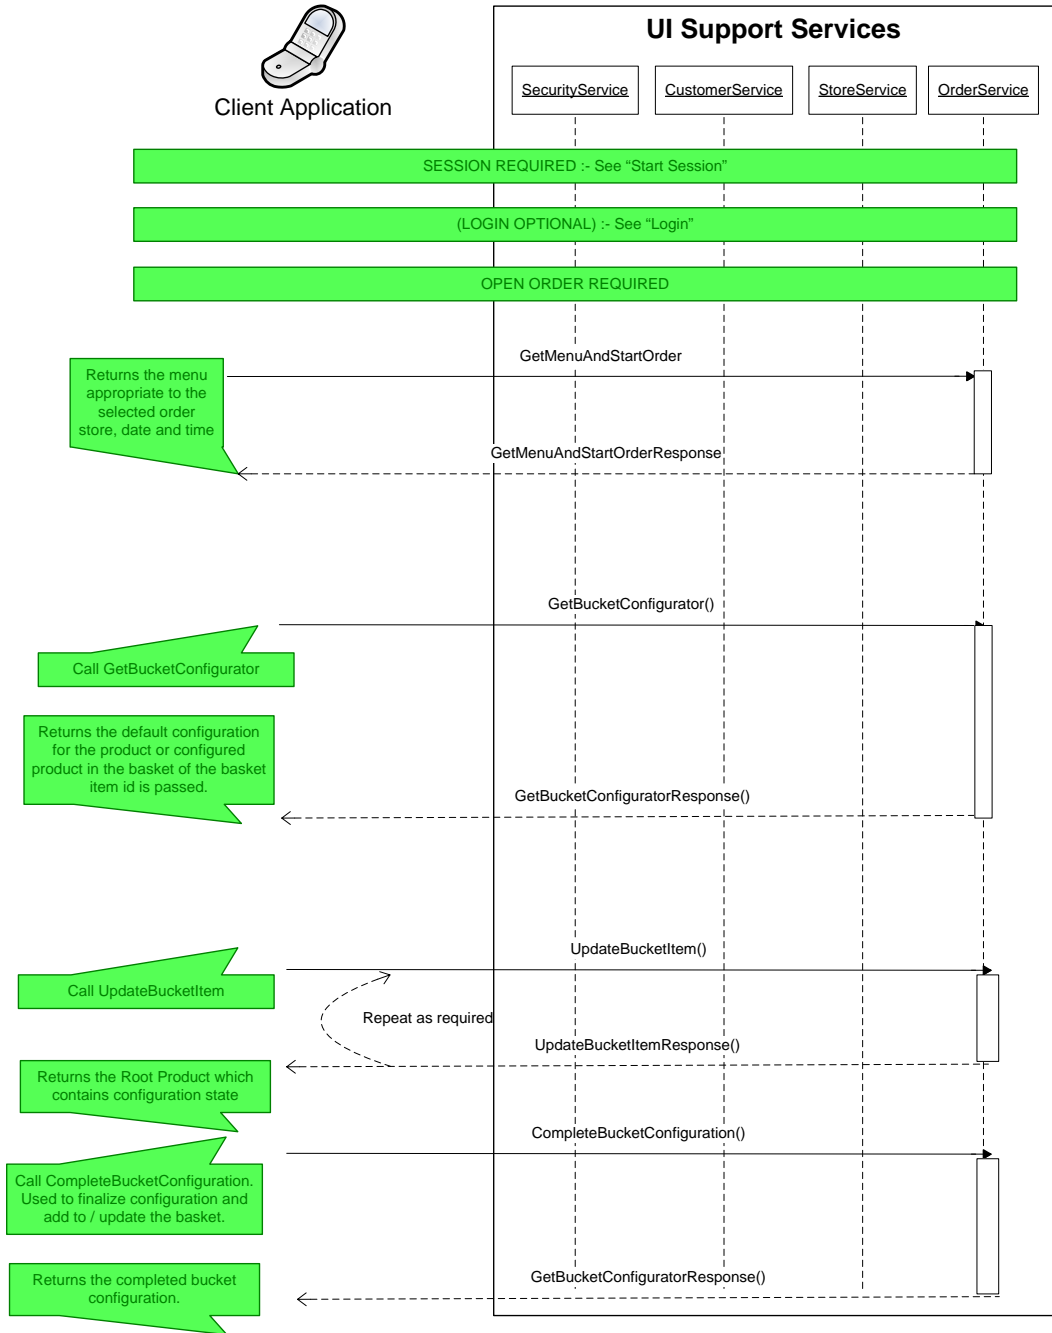 UI Support Services
Client Application
SecurityService
CustomerService
StoreService
OrderService
SESSION REQUIRED :- See “Start Session”
(LOGIN OPTIONAL) :- See “Login”
OPEN ORDER REQUIRED
GetMenuAndStartOrder
Returns the menu
appropriate to the
selected order
store, date and time
GetMenuAndStartOrderResponse
GetBucketConfigurator()
Call GetBucketConfigurator
Returns the default configuration
for the product or configured
product in the basket of the basket
item id is passed.
GetBucketConfiguratorResponse()
UpdateBucketItem()
Call UpdateBucketItem
Repeat as required
UpdateBucketItemResponse()
Returns the Root Product which
contains configuration state
CompleteBucketConfiguration()
Call CompleteBucketConfiguration.
Used to finalize configuration and
add to / update the basket.
GetBucketConfiguratorResponse()
Returns the completed bucket
configuration.